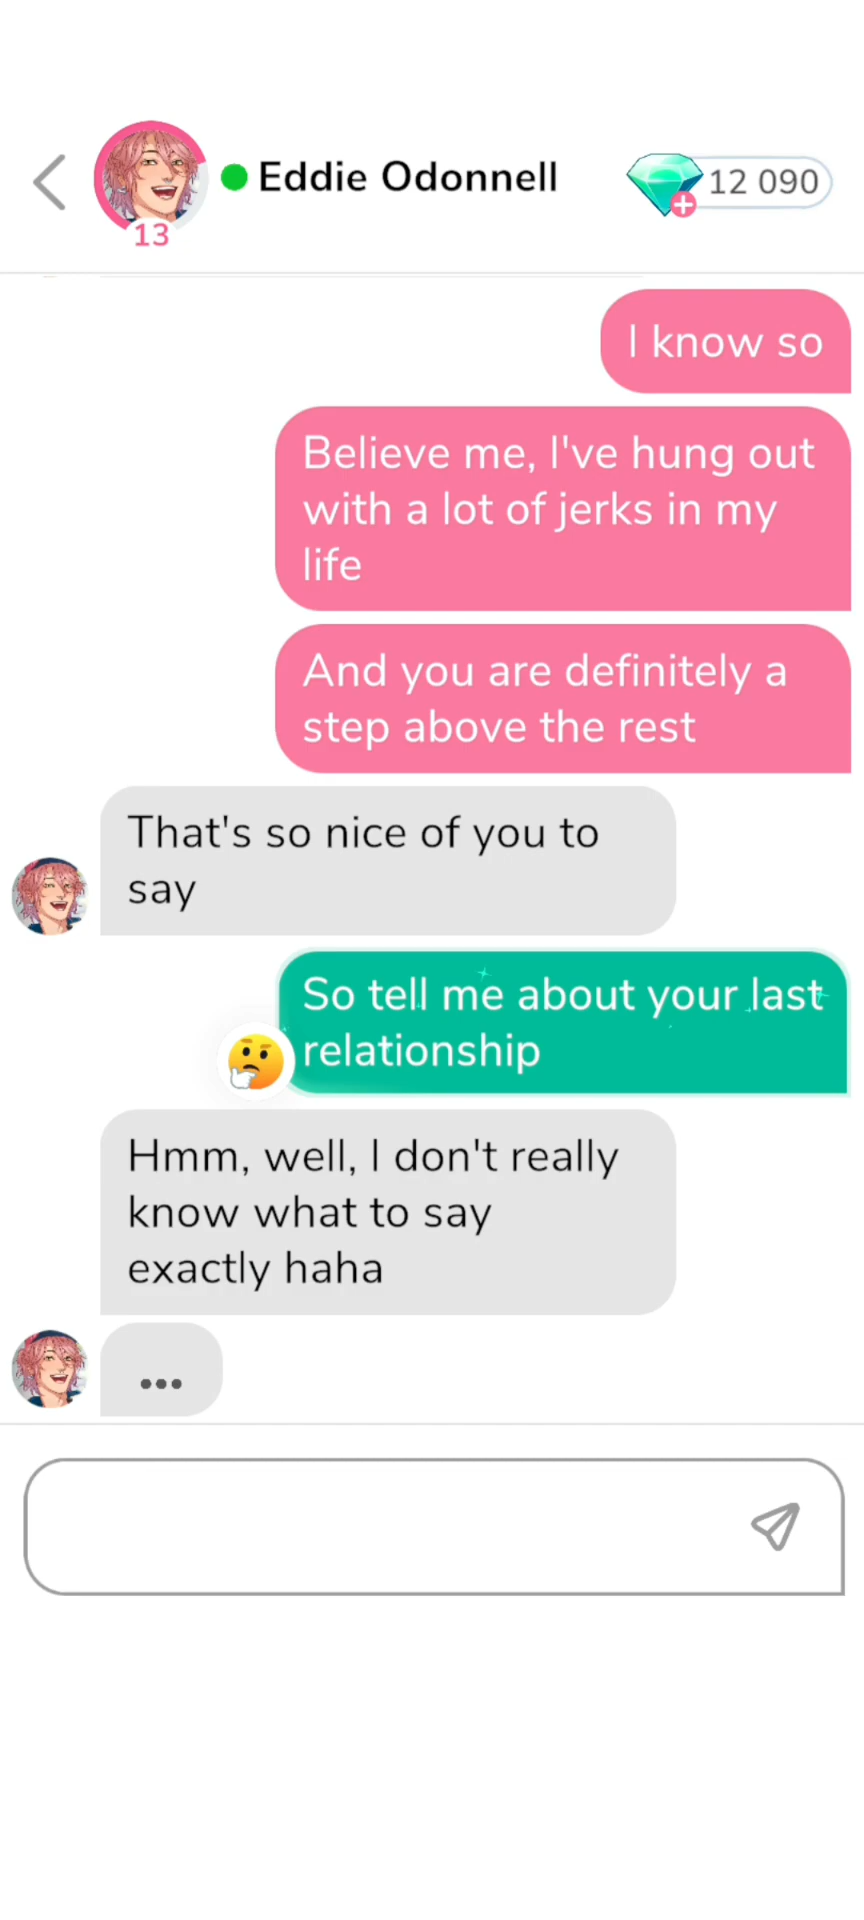 Eddie Odonnell
12 090
13
I know so
Believe me, I've hung out
with a lot of jerks in my
life
And you are definitely a
step above the rest
That's so nice of you to
say
So tell me about your last
relationship
Hmm, well, I don't really
know what to say
exactly haha
...